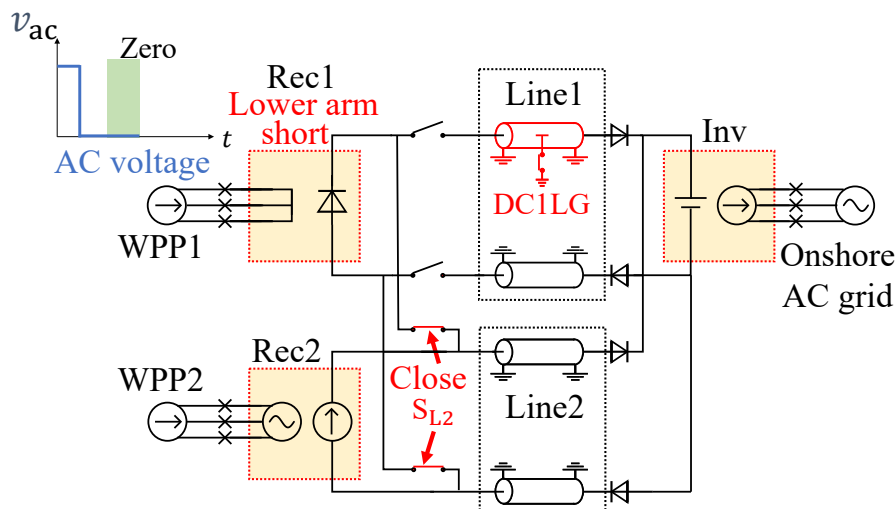 v_ac
Zero
t
AC voltage
Rec1
Lower arm
short
Line1
Inv
WPP1
DC1LG
Onshore
AC grid
WPP2
Rec2
Close
S_L2
Line2